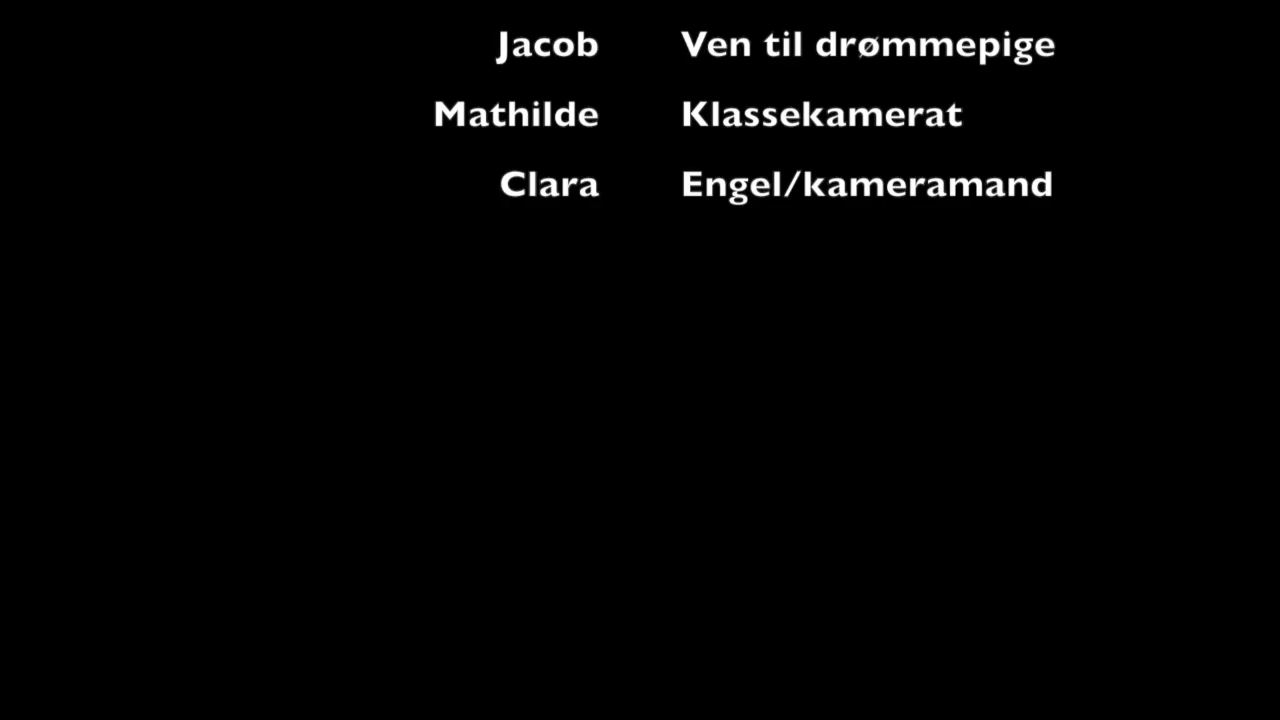 Jacob Ven til drømmepige
Mathilde Klassekamerat
Clara Engel/kameramand